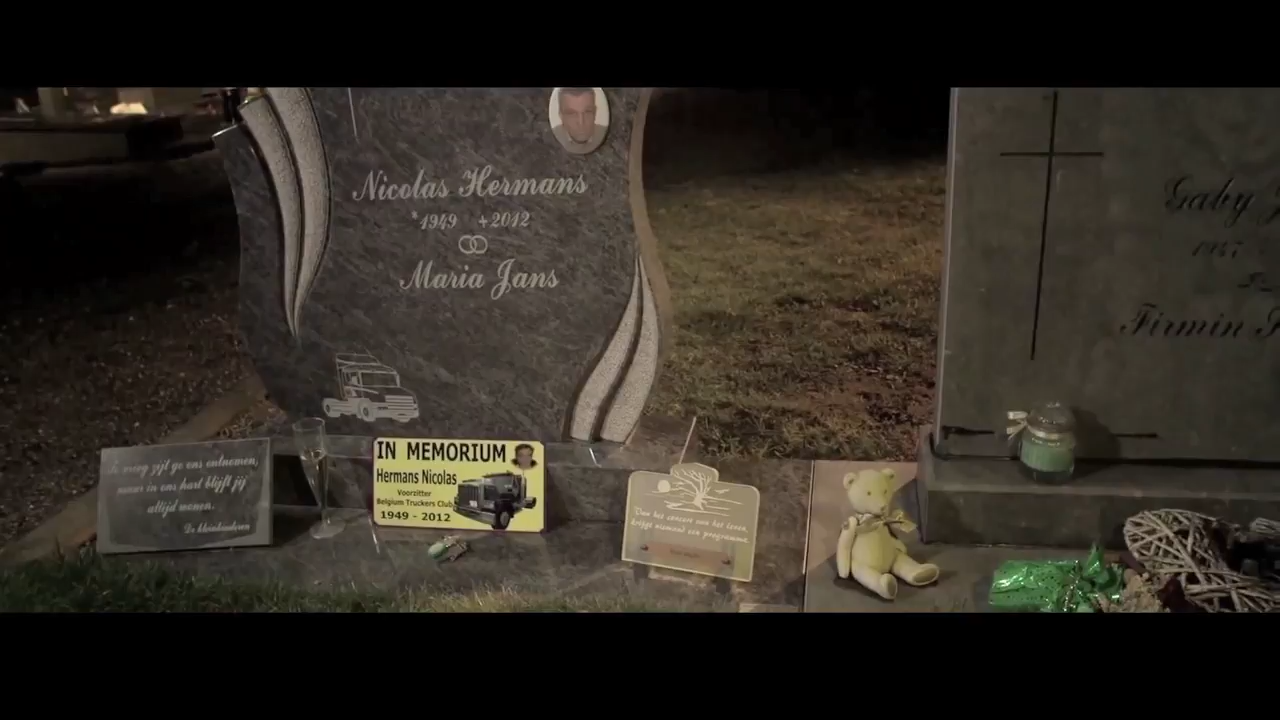 Nicolas Hermans
*1949 +2012
Maria Jans
Gaby
Firmin
Te vroeg zijt ge ons ontnomen,
maar in ons hart blijft jij
altijd wonen.
De kleinkinderen
IN MEMORIUM
Hermans Nicolas
Voorzitter
Belgium Truckers Club
1949 - 2012
Van het concert van het leven,
krijgt niemand een programma.